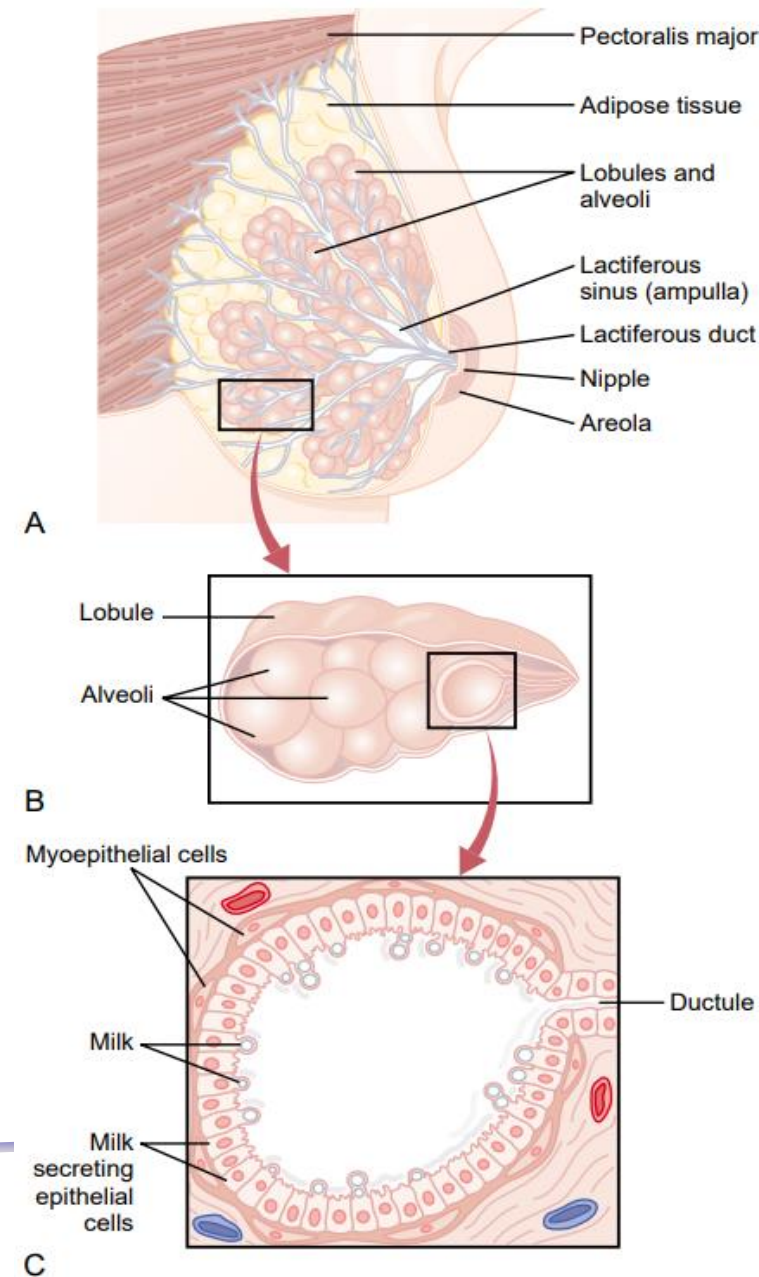 Pectoralis major
Adipose tissue
Lobules and
alveoli
Lactiferous
sinus (ampulla)
Lactiferous duct
Nipple
Areola
A
Lobule
Alveoli
B
Myoepithelial cells
Ductule
Milk
Milk
secreting
epithelial
cells
C